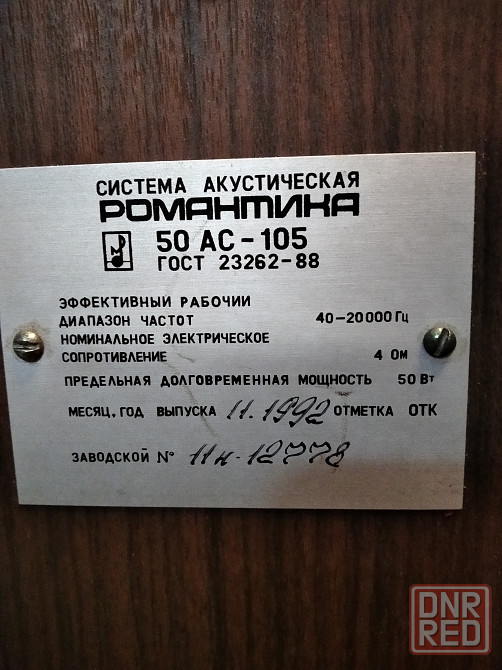 СИСТЕМА АКУСТИЧЕСКАЯ
РОМАНТИКА
50 АС-105
ГОСТ 23262-88
ЭФФЕКТИВНЫЙ РАБОЧИЙ
ДИАПАЗОН ЧАСТОТ 40-20000 Гц
НОМИНАЛЬНОЕ ЭЛЕКТРИЧЕСКОЕ
СОПРОТИВЛЕНИЕ 4 Ом
ПРЕДЕЛЬНАЯ ДОЛГОВРЕМЕННАЯ МОЩНОСТЬ 50 Вт
МЕСЯЦ, ГОД ВЫПУСКА 11.1992 ОТМЕТКА ОТК
ЗАВОДСКОЙ № 11н-12778
DNR
RED